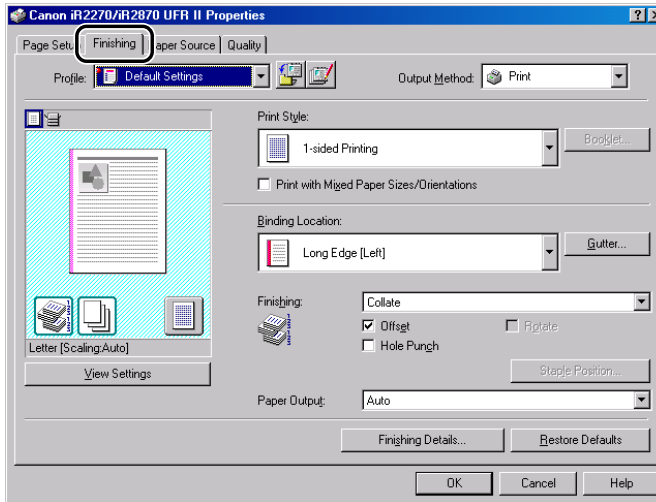 Canon iR2270/iR2870 UFR II Properties
Page Setu Finishing aper Source Quality
Profile: Default Settings Output Method: Print
Print Style:
1-sided Printing Booklet...
Print with Mixed Paper Sizes/Orientations
Binding Location:
Long Edge [Left] Gutter...
Finishing: Collate
Offset Rotate
Hole Punch
Letter [Scaling:Auto]
Staple Position...
View Settings
Paper Output: Auto
Finishing Details... Restore Defaults
OK Cancel Help